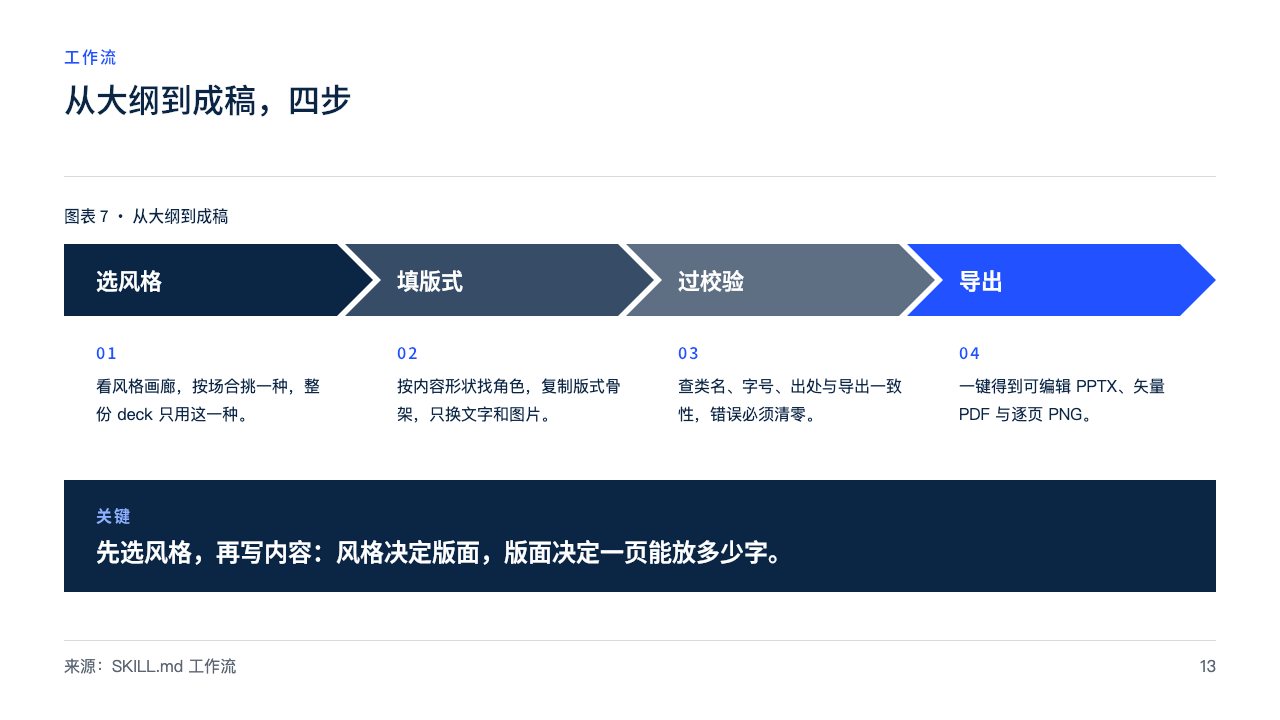 工作流
从大纲到成稿，四步
图表 7 · 从大纲到成稿
选风格
填版式
过校验
导出
01
看风格画廊，按场合挑一种，整
份 deck 只用这一种。
02
按内容形状找角色，复制版式骨
架，只换文字和图片。
03
查类名、字号、出处与导出一致
性，错误必须清零。
04
一键得到可编辑 PPTX、矢量
PDF 与逐页 PNG。
关键
先选风格，再写内容：风格决定版面，版面决定一页能放多少字。
来源：SKILL.md 工作流
13